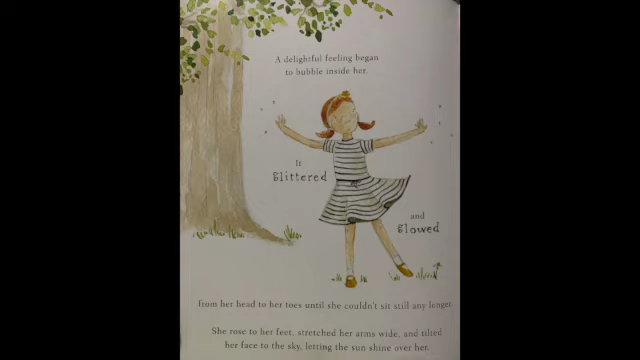 A delightful feeling began
to bubble inside her.
It
Glittered
and
Glowed
from her head to her toes until she couldn't sit still any longer.
She rose to her feet, stretched her arms wide, and tilted
her face to the sky, letting the sun shine over her.